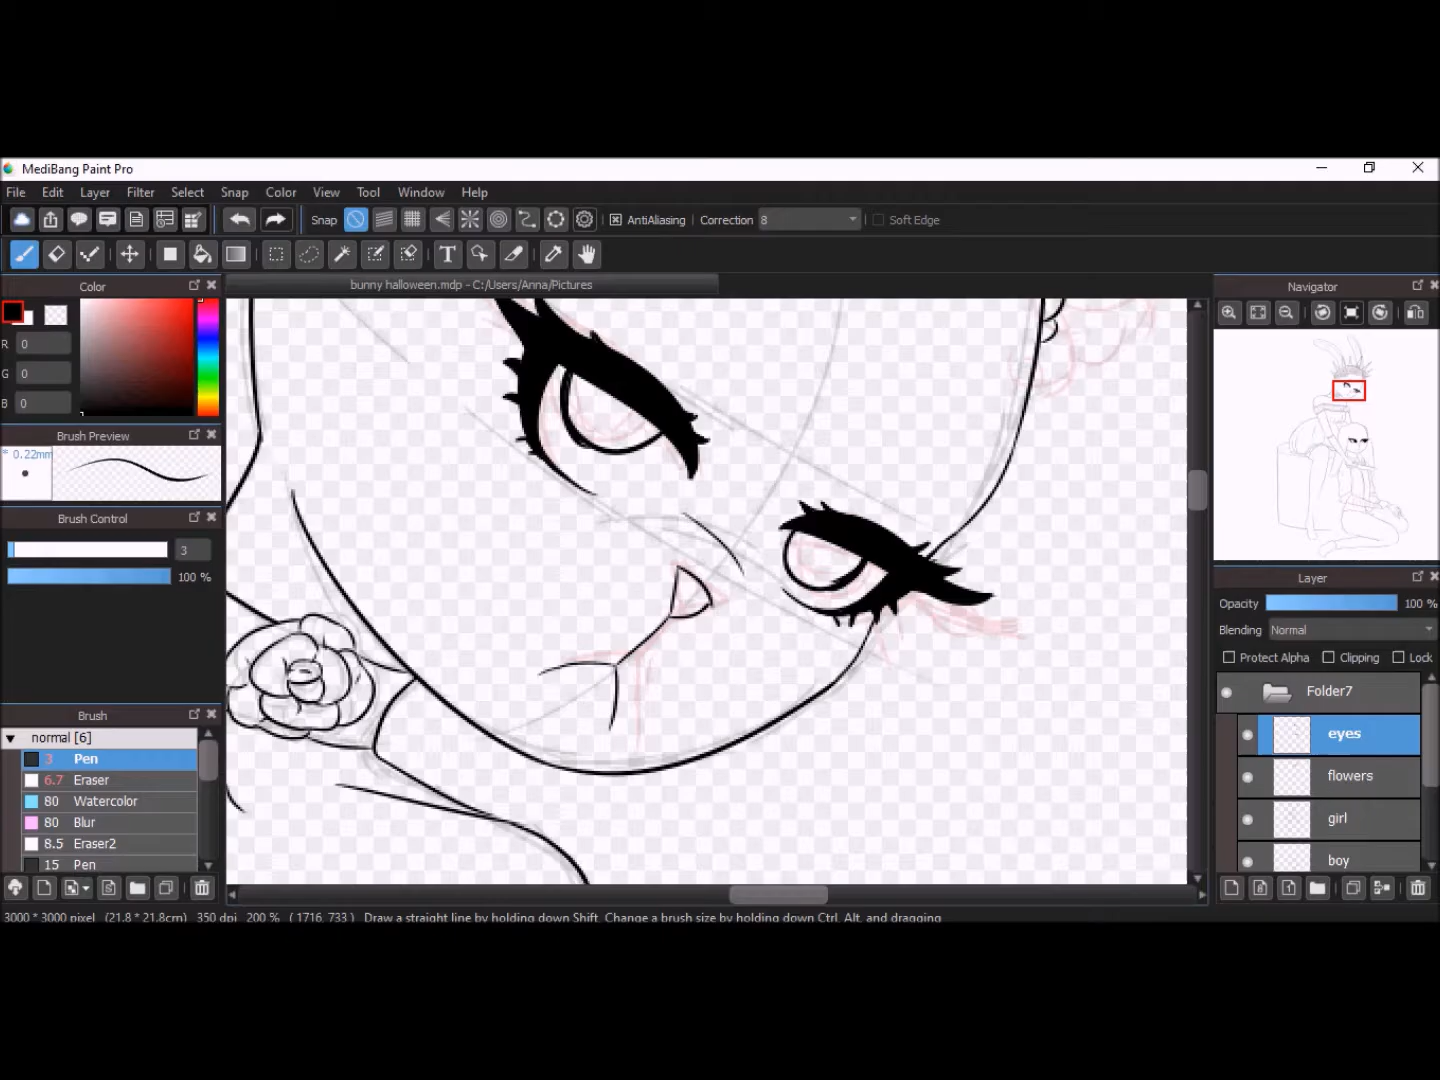 MediBang Paint Pro
File Edit Layer Filter Select Snap Color View Tool Window Help
Snap AntiAliasing Correction 8 Soft Edge
T
bunny halloween.mdp - C:/Users/Anna/Pictures
Color
R 0
G 0
B 0
Brush Preview
* 0.22mm
Brush Control
3
100 %
Brush
normal [6]
3 Pen
6.7 Eraser
80 Watercolor
80 Blur
8.5 Eraser2
15 Pen
Navigator
Layer
Opacity 100 %
Blending Normal
Protect Alpha Clipping Lock
Folder7
eyes
flowers
girl
boy
3000 * 3000 pixel (21.8 * 21.8cm) 350 dpi 200 % ( 1716, 733 ) Draw a straight line by holding down Shift. Change a brush size by holding down Ctrl, Alt, and dragging